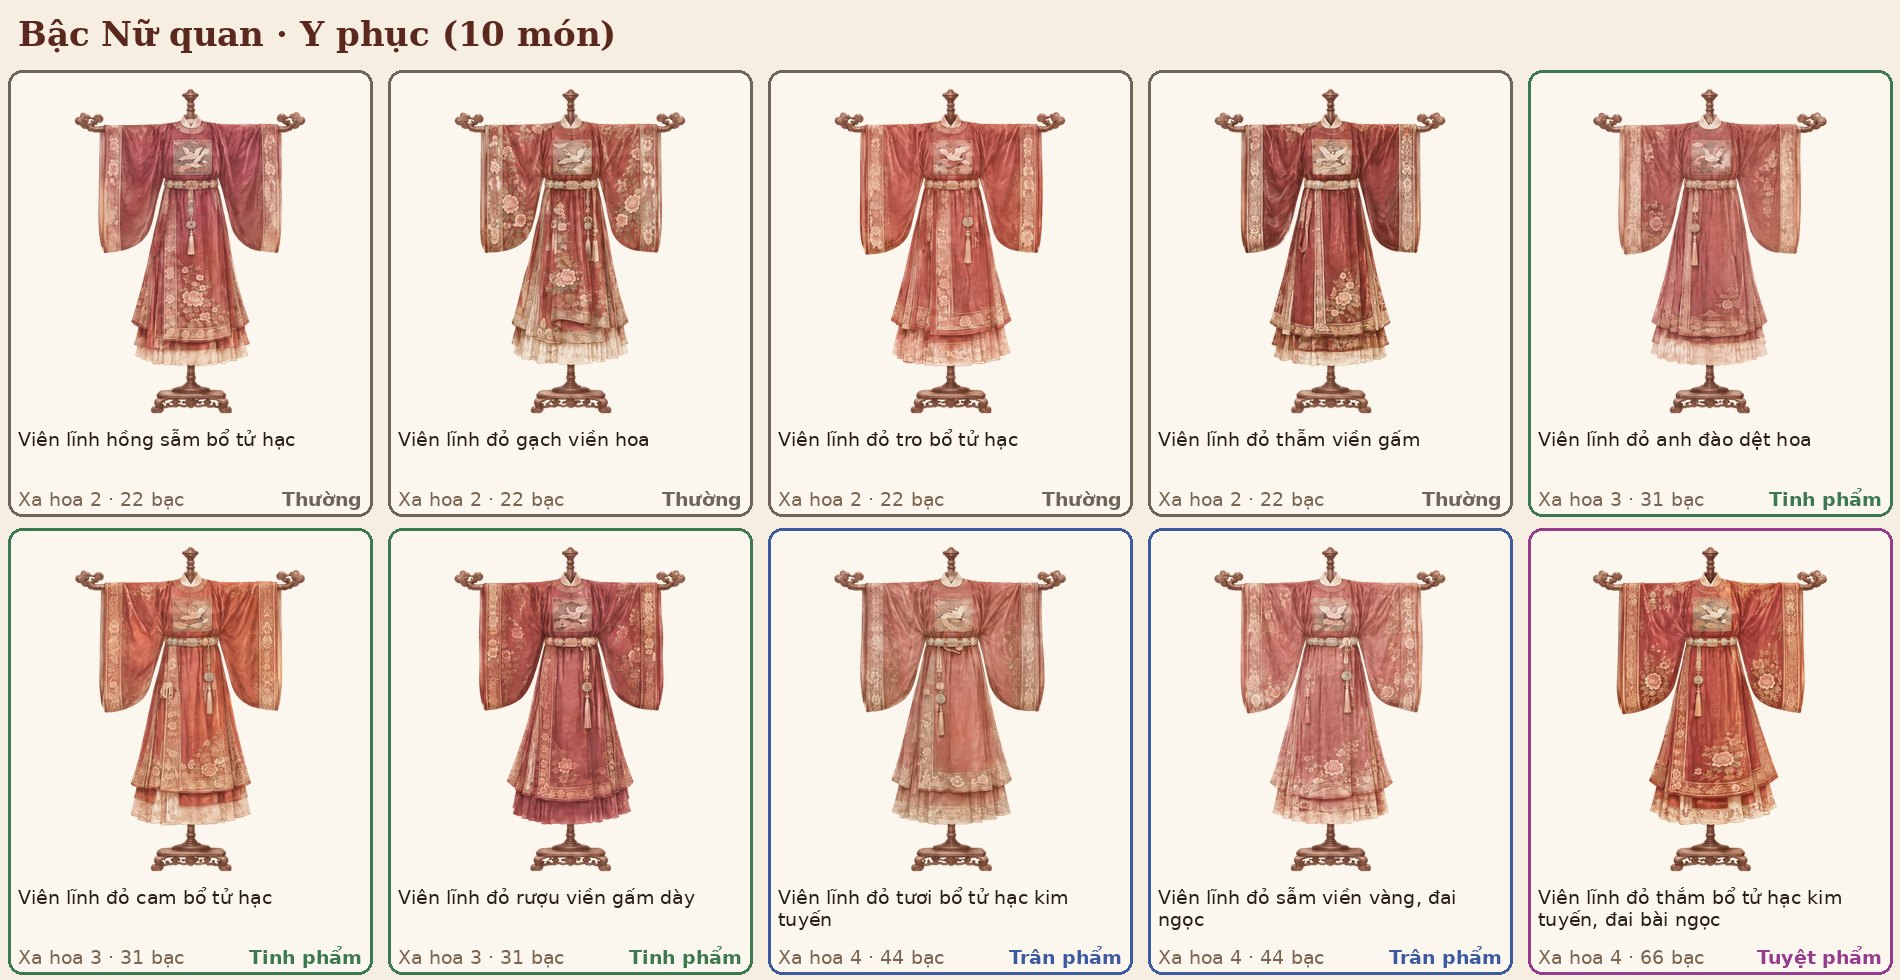 Bậc Nữ quan · Y phục (10 món)
Viên lĩnh hồng sẫm bổ tử hạc
Xa hoa 2 · 22 bạc Thường
Viên lĩnh đỏ gạch viền hoa
Xa hoa 2 · 22 bạc Thường
Viên lĩnh đỏ tro bổ tử hạc
Xa hoa 2 · 22 bạc Thường
Viên lĩnh đỏ thẫm viền gấm
Xa hoa 2 · 22 bạc Thường
Viên lĩnh đỏ anh đào dệt hoa
Xa hoa 3 · 31 bạc Tinh phẩm
Viên lĩnh đỏ cam bổ tử hạc
Xa hoa 3 · 31 bạc Tinh phẩm
Viên lĩnh đỏ rượu viền gấm dày
Xa hoa 3 · 31 bạc Tinh phẩm
Viên lĩnh đỏ tươi bổ tử hạc kim
tuyến
Xa hoa 4 · 44 bạc Trân phẩm
Viên lĩnh đỏ sẫm viền vàng, đai
ngọc
Xa hoa 4 · 44 bạc Trân phẩm
Viên lĩnh đỏ thắm bổ tử hạc kim
tuyến, đai bài ngọc
Xa hoa 4 · 66 bạc Tuyệt phẩm